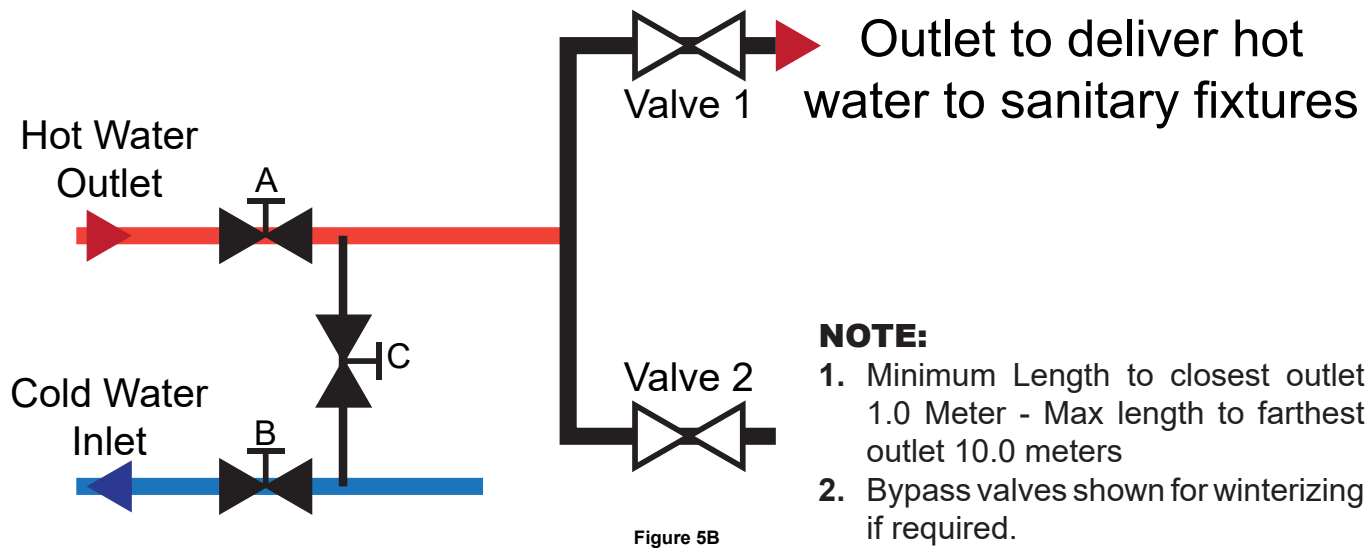 Outlet to deliver hot
water to sanitary fixtures
Valve 1
Hot Water
Outlet
A
C
Cold Water
Inlet
B
Valve 2
NOTE:
1. Minimum Length to closest outlet
1.0 Meter - Max length to farthest
outlet 10.0 meters
2. Bypass valves shown for winterizing
if required.
Figure 5B